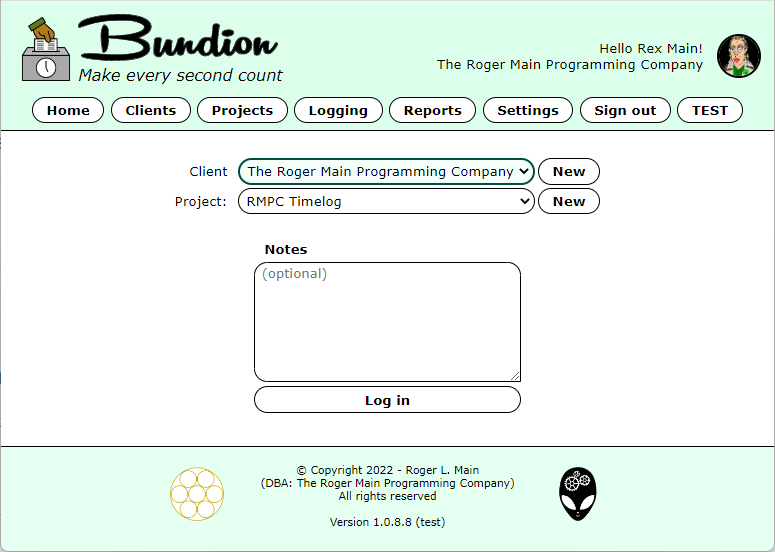 Bundion
Make every second count
Hello Rex Main!
The Roger Main Programming Company
Home Clients Projects Logging Reports Settings Sign out TEST
Client The Roger Main Programming Company New
Project: RMPC Timelog New
Notes
(optional)
Log in
© Copyright 2022 - Roger L. Main
(DBA: The Roger Main Programming Company)
All rights reserved
Version 1.0.8.8 (test)